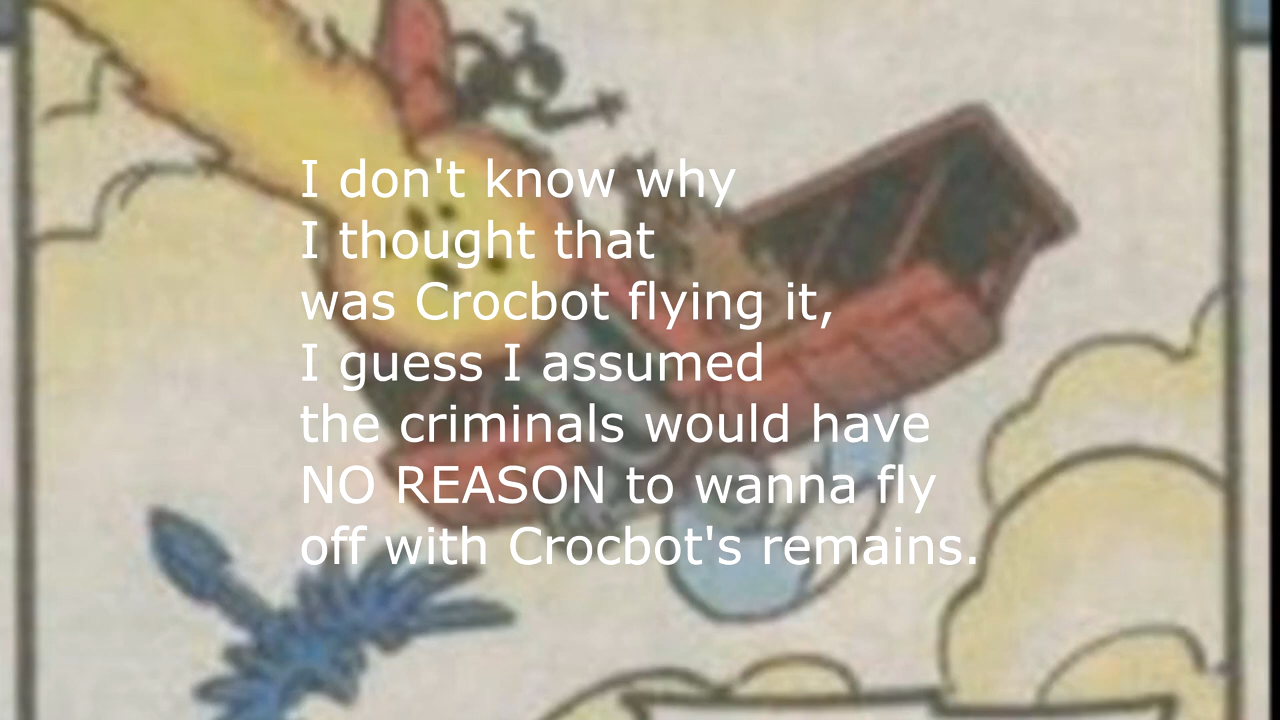 I don't know why
I thought that
was Crocbot flying it,
I guess I assumed
the criminals would have
NO REASON to wanna fly
off with Crocbot's remains.